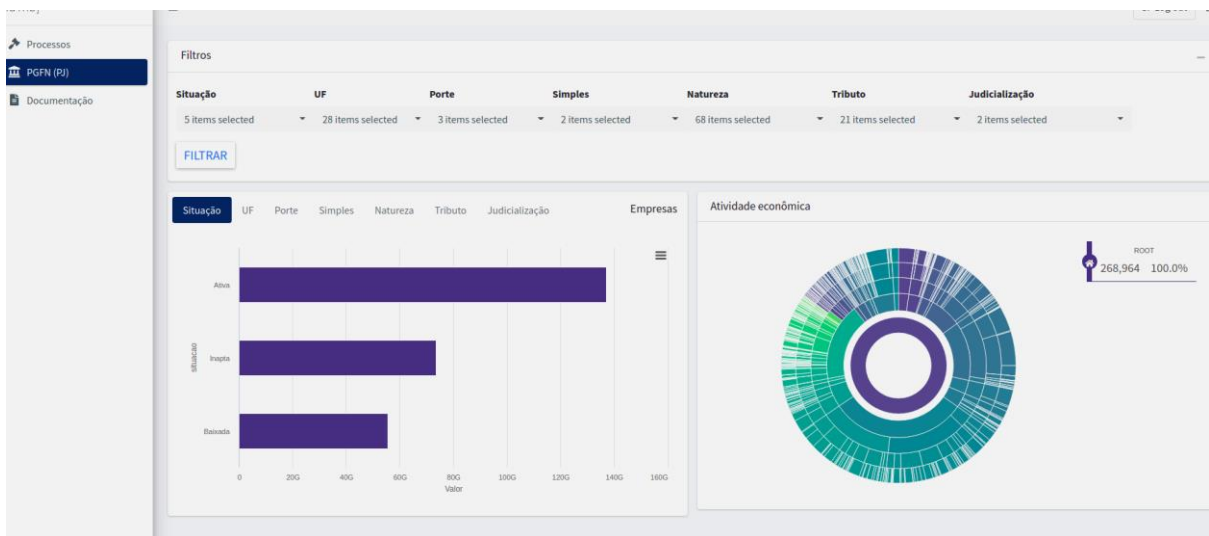 Processos
PGFN (PJ)
Documentação
Filtros
Situação UF Porte Simples Natureza Tributo Judicialização
5 items selected 28 items selected 3 items selected 2 items selected 68 items selected 21 items selected 2 items selected
FILTRAR
Situação UF Porte Simples Natureza Tributo Judicialização Empresas
Ativa
Inapta
Baixada
situacao
0 20G 40G 60G 80G 100G 120G 140G 160G
Valor
Atividade econômica
ROOT
268,964 100.0%